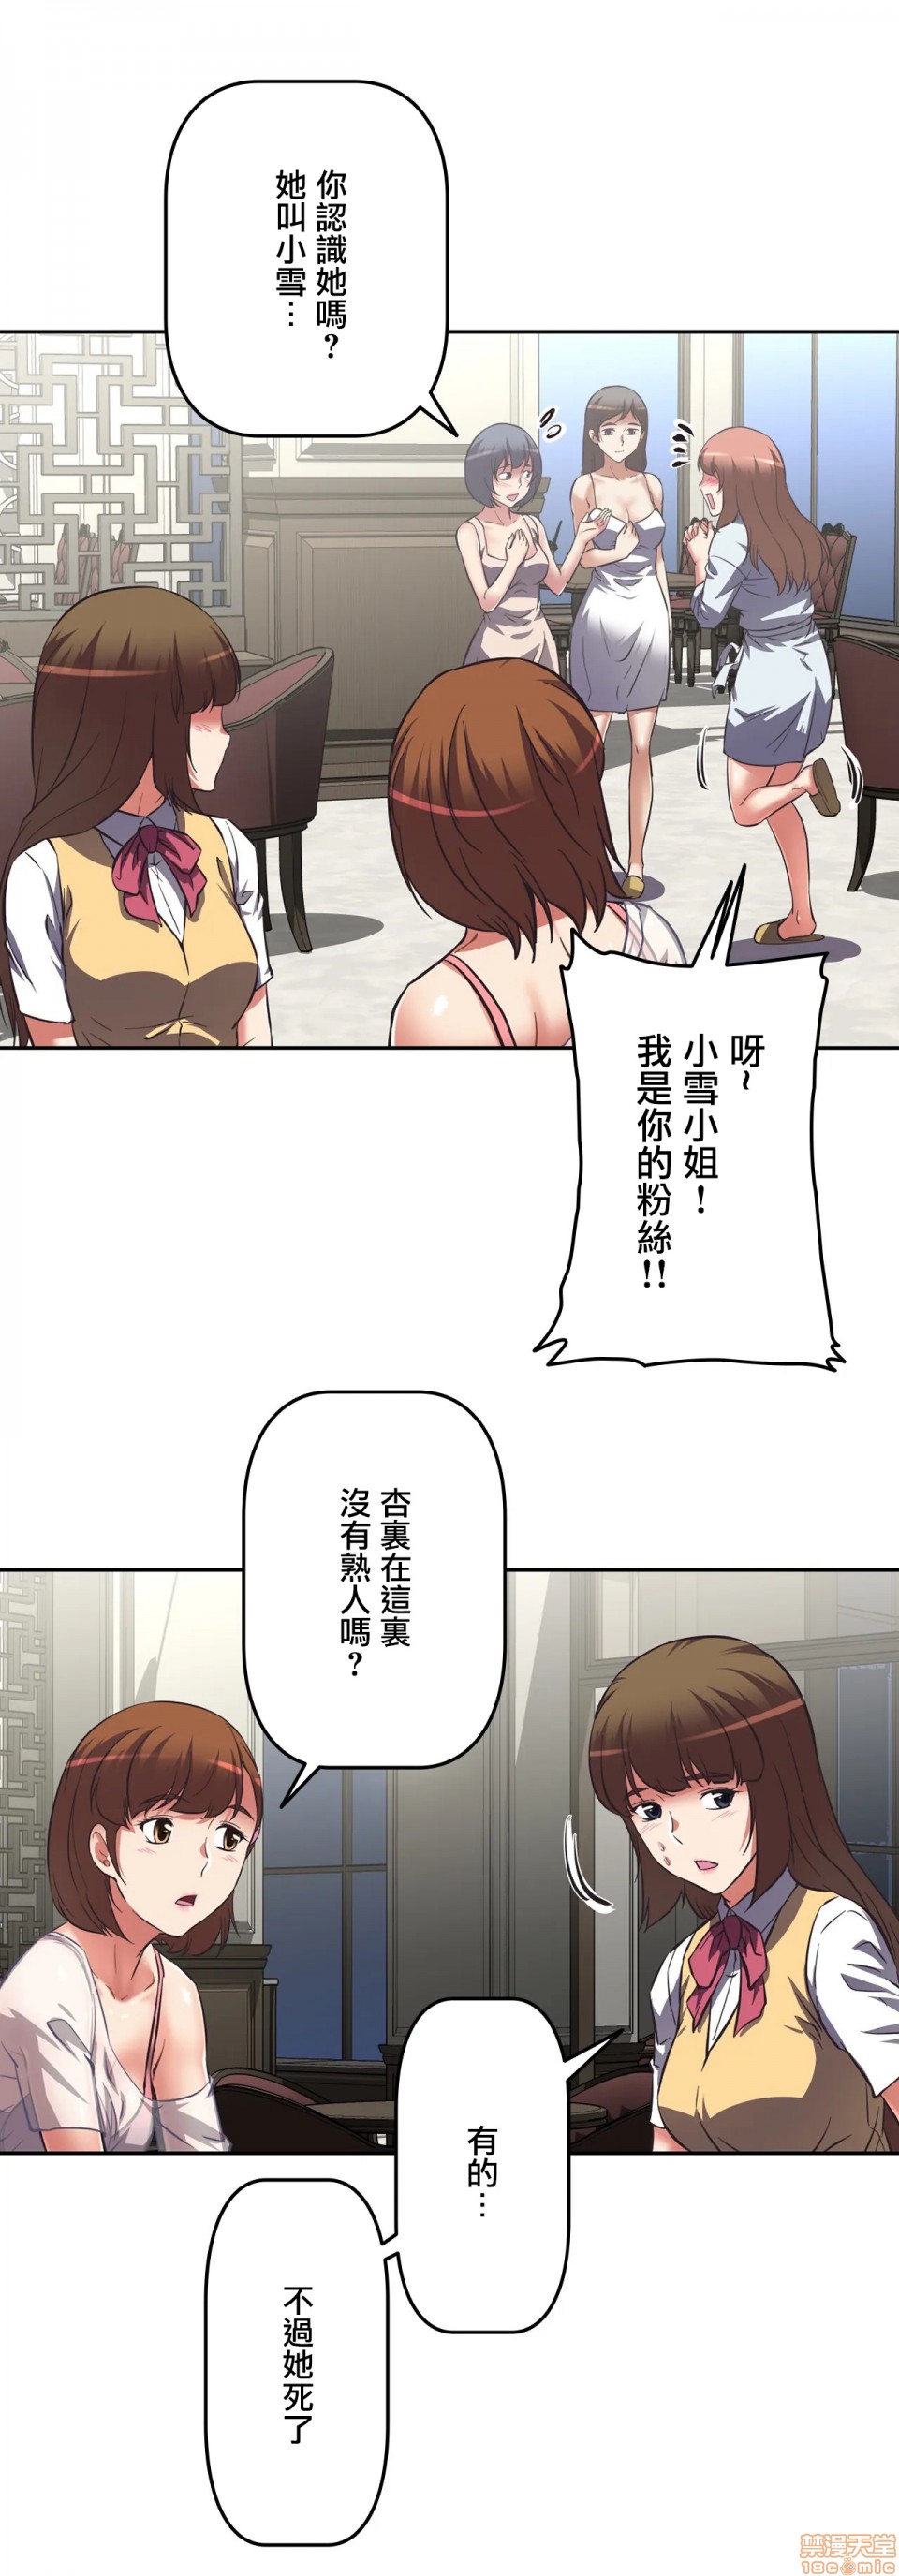 你認識她嗎?
她叫小雪…
呀~
小雪小姐!
我是你的粉絲!!
杏裏在這裏
沒有熟人嗎?
有的…
不過她死了
禁漫天堂
18comic